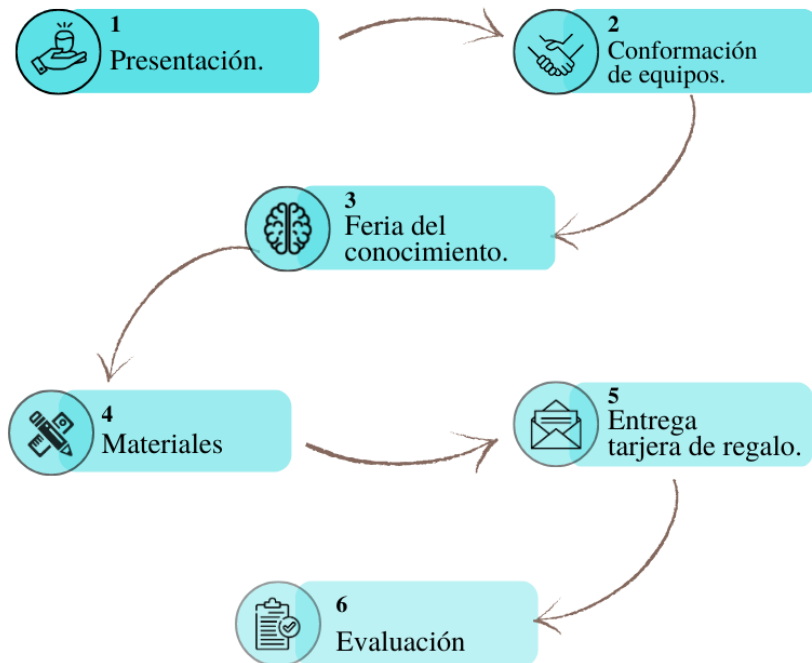 1
Presentación.
2
Conformación
de equipos.
3
Feria del
conocimiento.
4
Materiales
5
Entrega
tarjera de regalo.
6
Evaluación